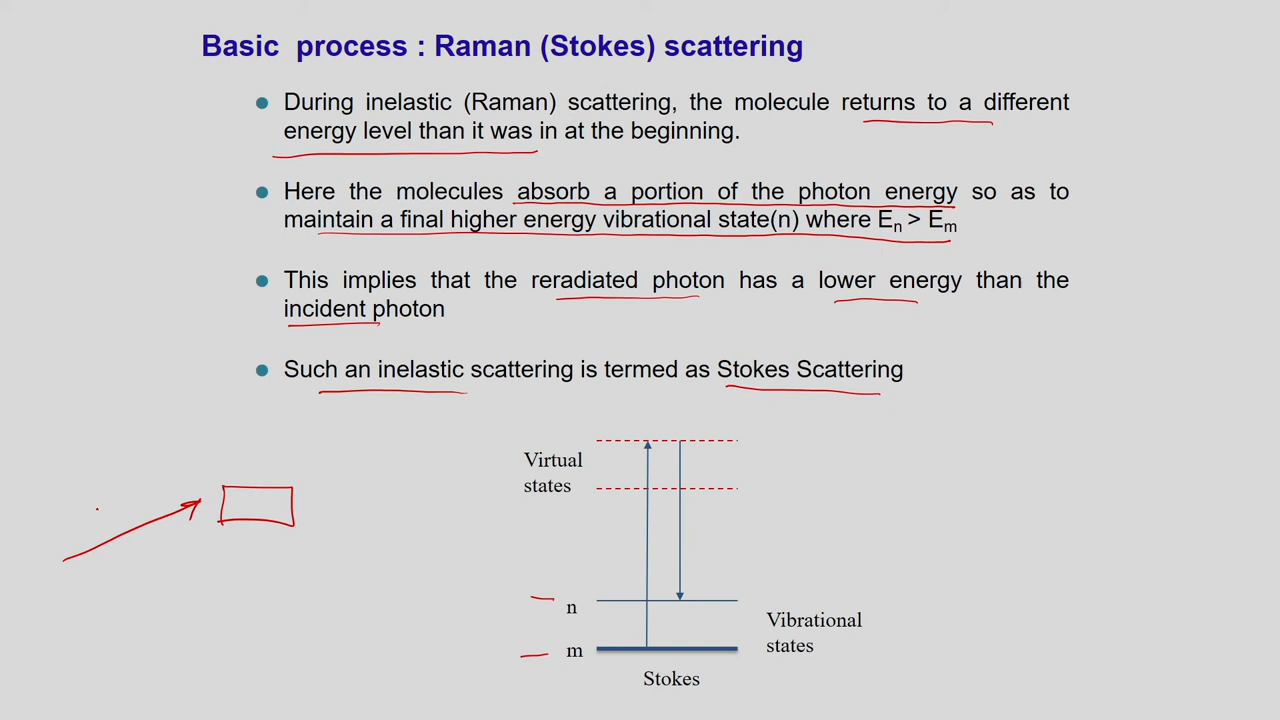 Basic process : Raman (Stokes) scattering
During inelastic (Raman) scattering, the molecule returns to a different
energy level than it was in at the beginning.
Here the molecules absorb a portion of the photon energy so as to
maintain a final higher energy vibrational state(n) where Eₙ > Eₘ
This implies that the reradiated photon has a lower energy than the
incident photon
Such an inelastic scattering is termed as Stokes Scattering
Virtual
states
n
m
Vibrational
states
Stokes